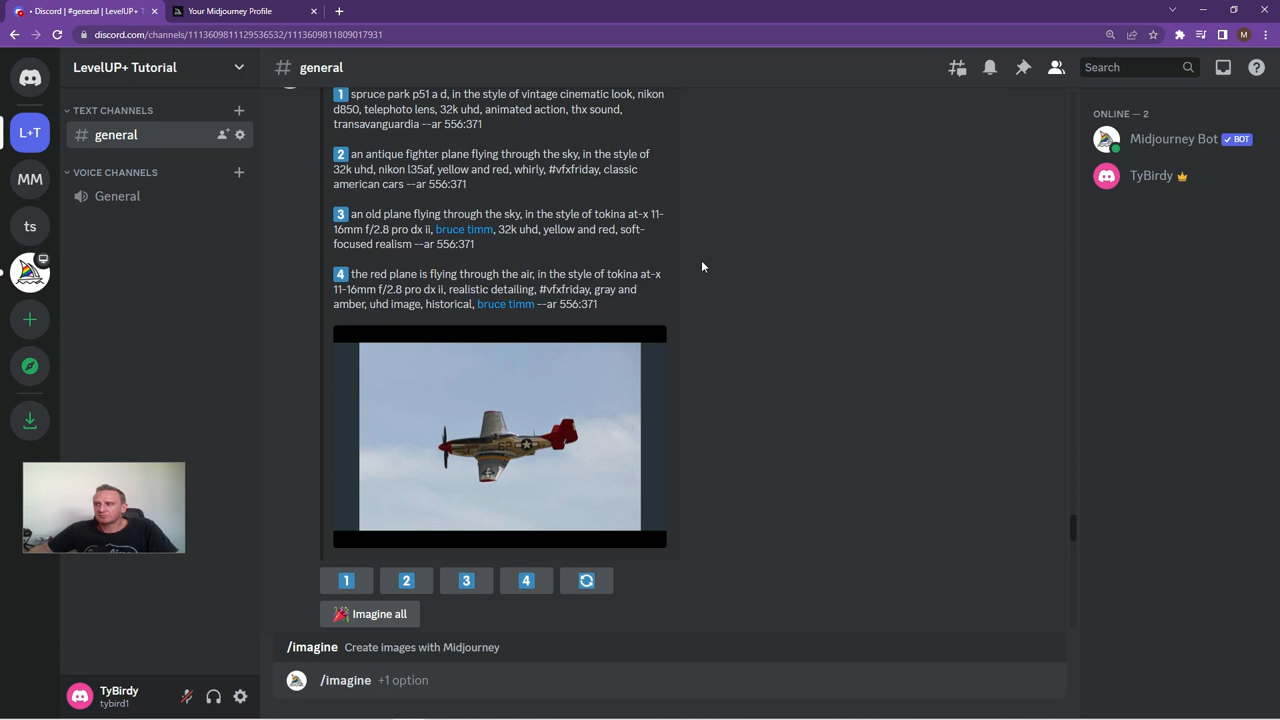 Discord | #general | LevelUP+ T
Your Midjourney Profile
discord.com/channels/1113609811129536532/1113609811809017931
M
LevelUP+ Tutorial
general
Search
TEXT CHANNELS
general
VOICE CHANNELS
General
L+T
MM
ts
1 spruce park p51 a d, in the style of vintage cinematic look, nikon
d850, telephoto lens, 32k uhd, animated action, thx sound,
transavanguardia --ar 556:371
2 an antique fighter plane flying through the sky, in the style of
32k uhd, nikon l35af, yellow and red, whirly, #vfxfriday, classic
american cars --ar 556:371
3 an old plane flying through the sky, in the style of tokina at-x 11-
16mm f/2.8 pro dx ii, bruce timm, 32k uhd, yellow and red, soft-
focused realism --ar 556:371
4 the red plane is flying through the air, in the style of tokina at-x
11-16mm f/2.8 pro dx ii, realistic detailing, #vfxfriday, gray and
amber, uhd image, historical, bruce timm --ar 556:371
1 2 3 4
Imagine all
/imagine Create images with Midjourney
/imagine +1 option
ONLINE — 2
Midjourney Bot ✓ BOT
TyBirdy
TyBirdy
tybird1